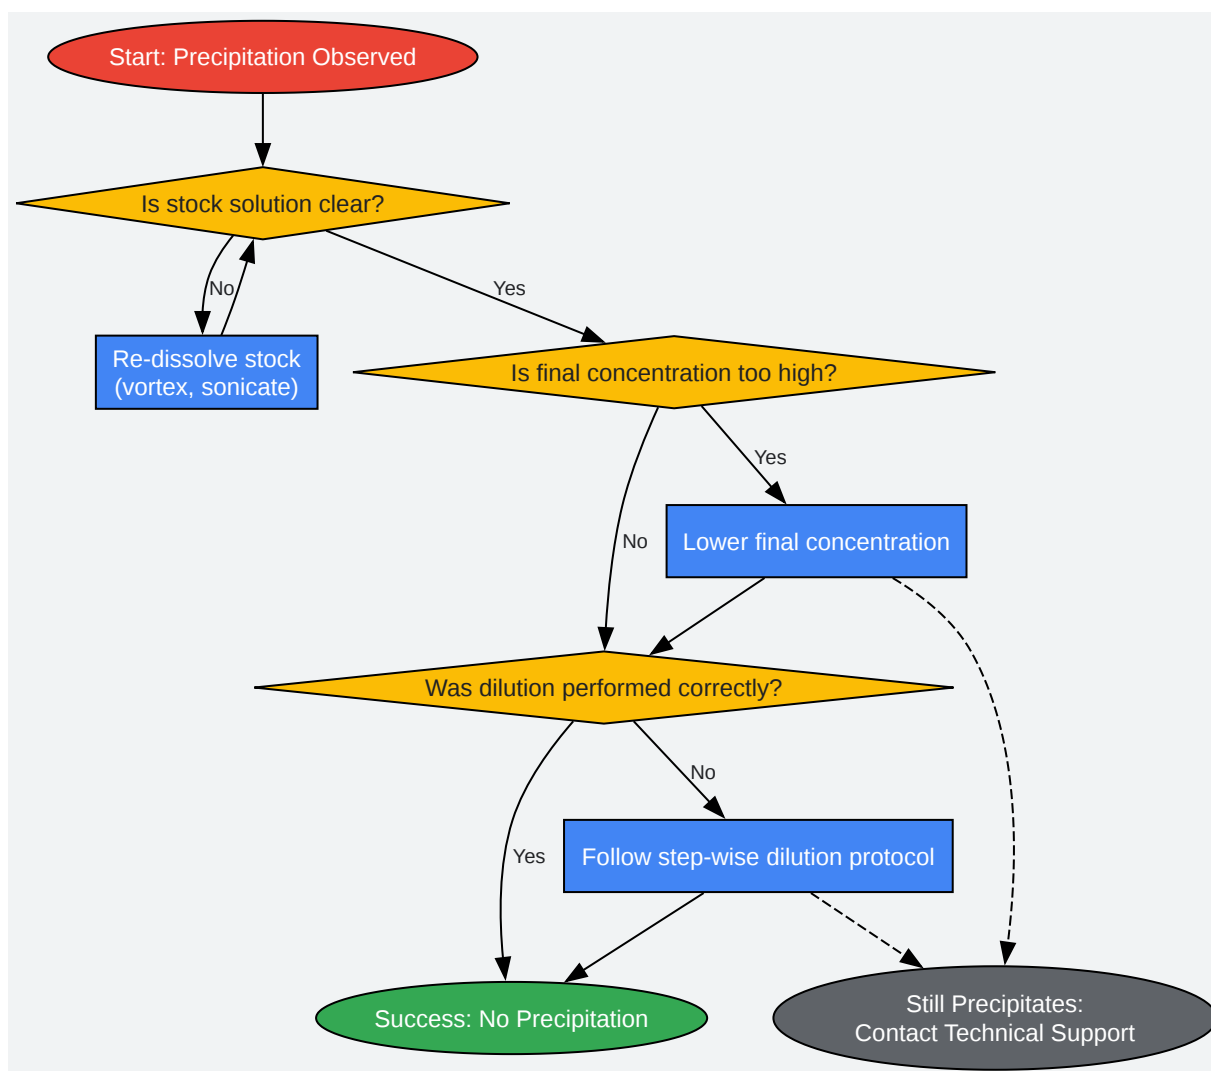 Start: Precipitation Observed
Is stock solution clear?
No
Yes
Re-dissolve stock
(vortex, sonicate)
Is final concentration too high?
Yes
No
Lower final concentration
Was dilution performed correctly?
No
Yes
Follow step-wise dilution protocol
Success: No Precipitation
Still Precipitates:
Contact Technical Support